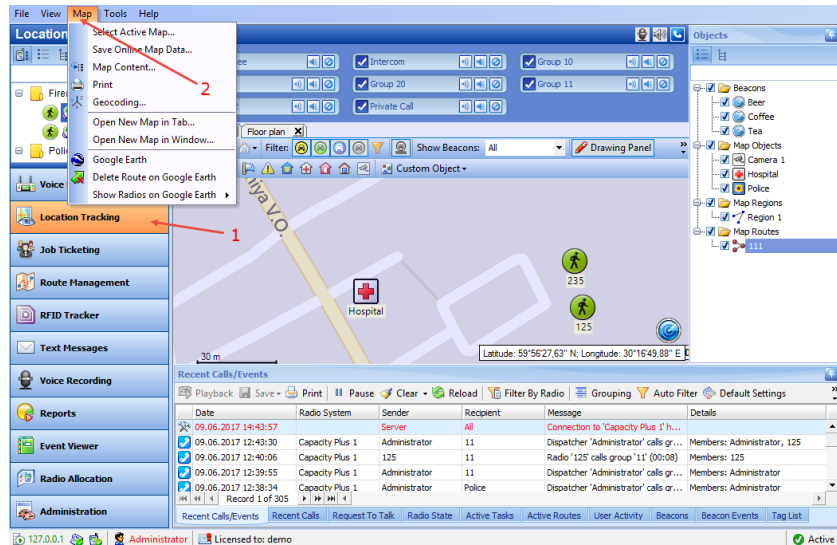 File View Map Tools Help
Location
Select Active Map...
Save Online Map Data...
Map Content...
Print
Geocoding...
Open New Map in Tab...
Open New Map in Window...
Google Earth
Delete Route on Google Earth
Show Radios on Google Earth
2
Intercom Group 10
Group 20 Group 11
Private Call
Floor plan
Filter: Show Beacons: All Drawing Panel
Custom Object
Objects
Beacons
Beer
Coffee
Tea
Map Objects
Camera 1
Hospital
Police
Map Regions
Region 1
Map Routes
111
Voice
Location Tracking
1
Job Ticketing
Route Management
RFID Tracker
Text Messages
Voice Recording
Reports
Event Viewer
Radio Allocation
Administration
V.O.
235
Hospital
125
30 m
Latitude: 59°56'27,63" N; Longitude: 30°16'49,88" E
Recent Calls/Events
Playback Save Print Pause Clear Reload Filter By Radio Grouping Auto Filter Default Settings
Date Radio System Sender Recipient Message Details
09.06.2017 14:43:57 Server All Connection to 'Capacity Plus 1' h...
09.06.2017 12:43:30 Capacity Plus 1 Administrator 11 Dispatcher 'Administrator' calls gr... Members: Administrator, 125
09.06.2017 12:40:06 Capacity Plus 1 125 11 Radio '125' calls group '11' (00:08) Members: 125
09.06.2017 12:39:55 Capacity Plus 1 Administrator 11 Dispatcher 'Administrator' calls gr... Members: Administrator
09.06.2017 12:38:34 Capacity Plus 1 Administrator Police Dispatcher 'Administrator' calls gr... Members: Administrator
Record 1 of 305
Recent Calls/Events Recent Calls Request To Talk Radio State Active Tasks Active Routes User Activity Beacons Beacon Events Tag List
127.0.0.1 Administrator Licensed to: demo Active